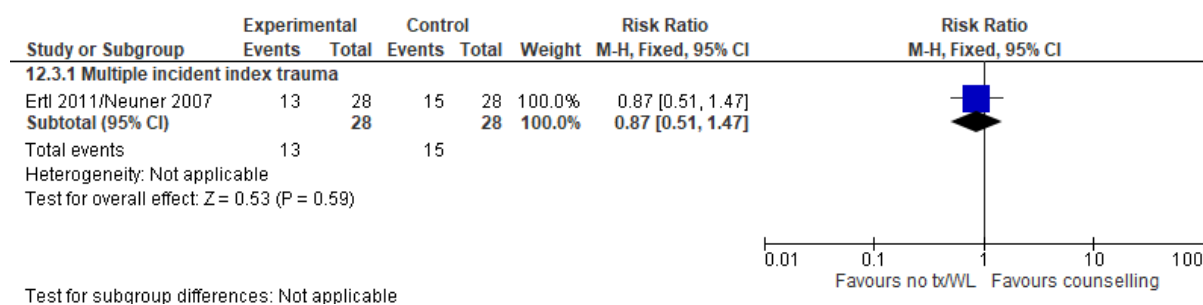 Experimental Control Risk Ratio Risk Ratio
Study or Subgroup Events Total Events Total Weight M-H, Fixed, 95% CI M-H, Fixed, 95% CI
12.3.1 Multiple incident index trauma
Ertl 2011/Neuner 2007 13 28 15 28 100.0% 0.87 [0.51, 1.47]
Subtotal (95% CI) 28 28 100.0% 0.87 [0.51, 1.47]
Total events 13 15
Heterogeneity: Not applicable
Test for overall effect: Z = 0.53 (P = 0.59)
0.01 0.1 1 10 100
Favours no tx/WL Favours counselling
Test for subgroup differences: Not applicable